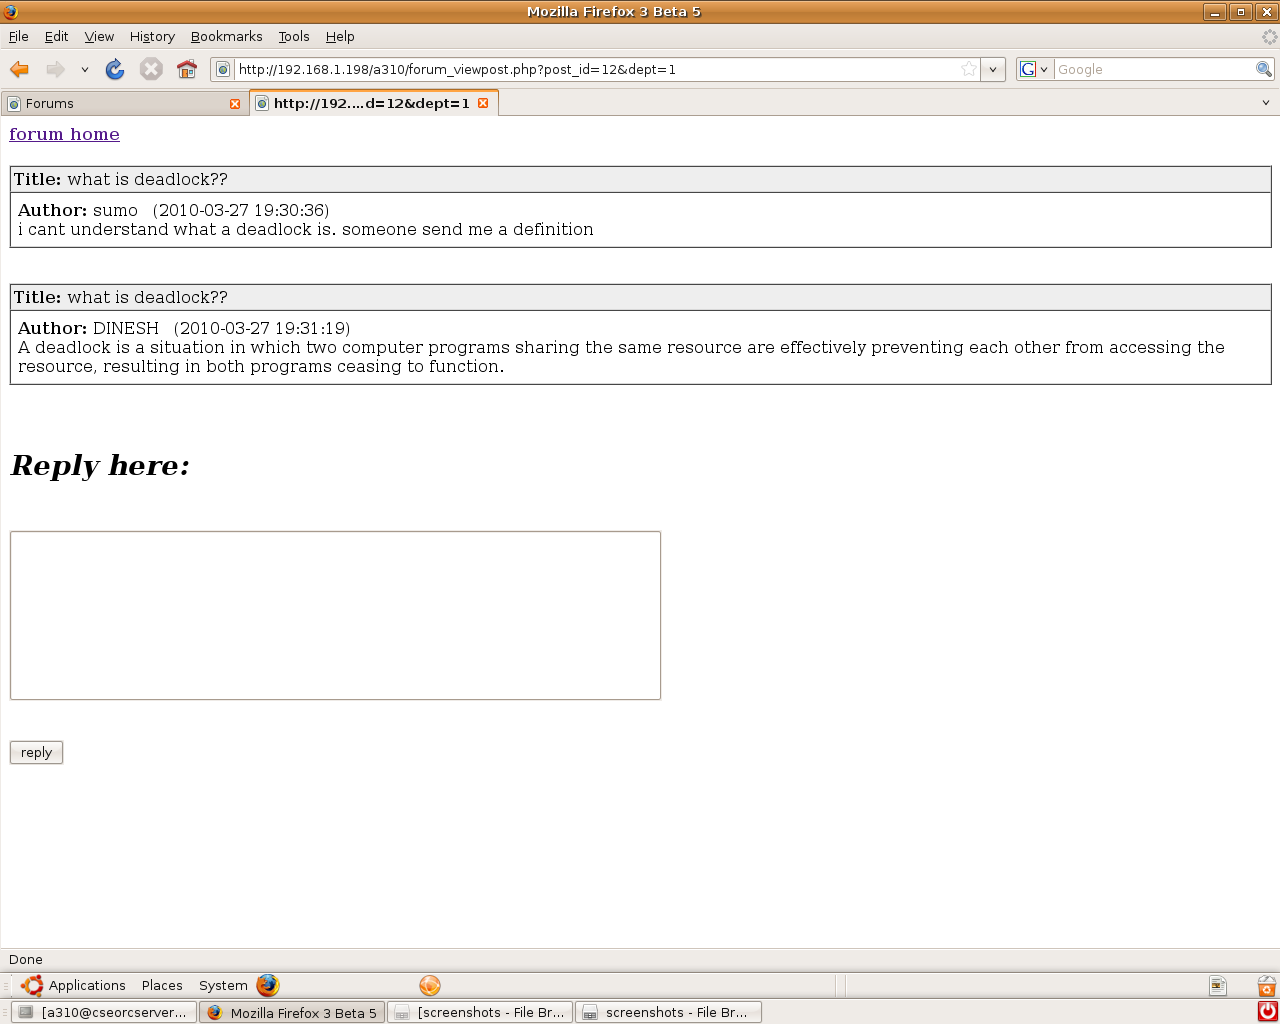 Mozilla Firefox 3 Beta 5
File Edit View History Bookmarks Tools Help
http://192.168.1.198/a310/forum_viewpost.php?post_id=12&dept=1 G Google
Forums http://192....d=12&dept=1
forum home
Title: what is deadlock??
Author: sumo (2010-03-27 19:30:36)
i cant understand what a deadlock is. someone send me a definition
Title: what is deadlock??
Author: DINESH (2010-03-27 19:31:19)
A deadlock is a situation in which two computer programs sharing the same resource are effectively preventing each other from accessing the
resource, resulting in both programs ceasing to function.
Reply here:
reply
Done
Applications Places System
[a310@cseorcserver... Mozilla Firefox 3 Beta 5 [screenshots - File Br... screenshots - File Br...